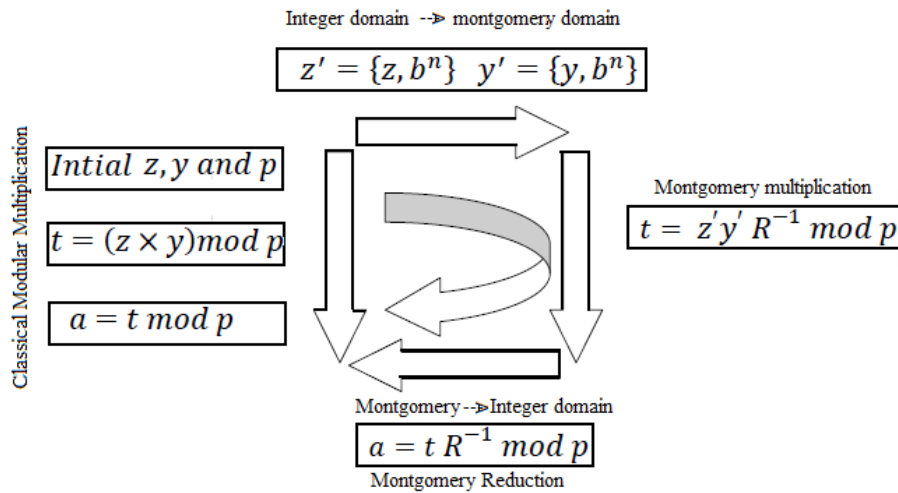 Integer domain --> montgomery domain
z′ = {z, bⁿ} y′ = {y, bⁿ}
Classical Modular Multiplication
Intial z, y and p
t = (z × y)mod p
a = t mod p
Montgomery multiplication
t = z′y′ R⁻¹ mod p
Montgomery --> Integer domain
a = t R⁻¹ mod p
Montgomery Reduction